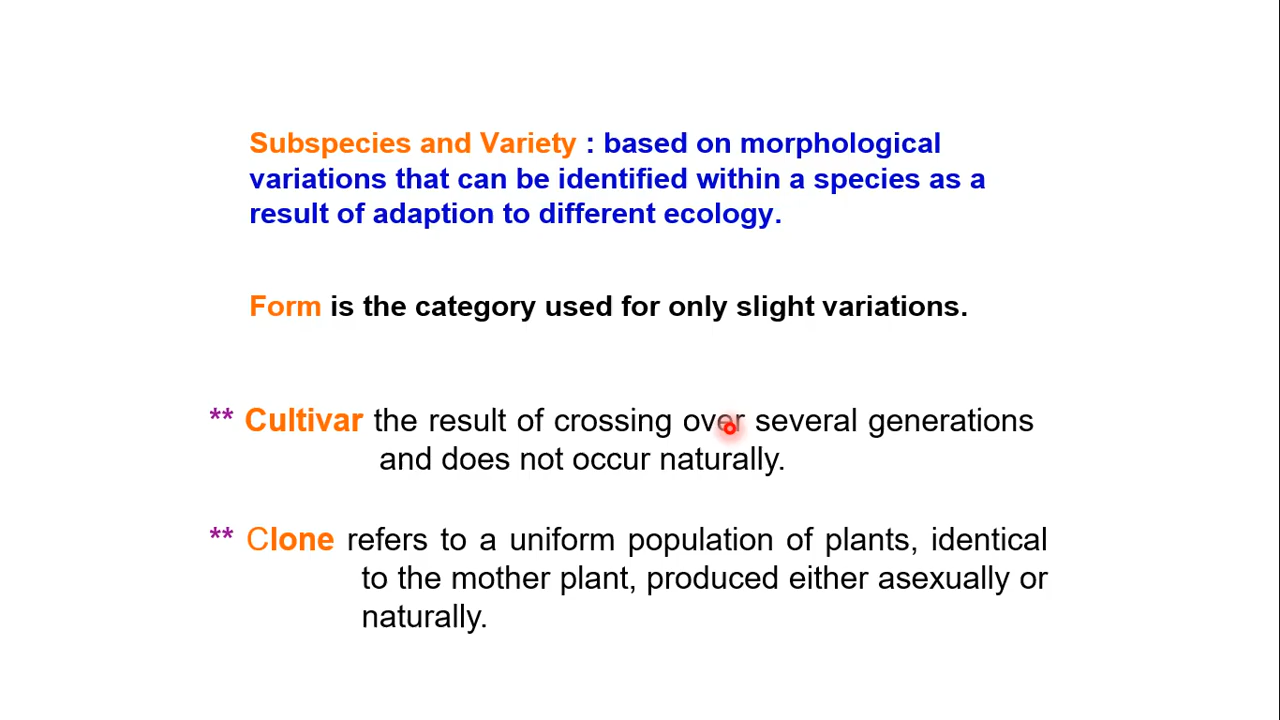 Subspecies and Variety : based on morphological
variations that can be identified within a species as a
result of adaption to different ecology.
Form is the category used for only slight variations.
** Cultivar the result of crossing over several generations
and does not occur naturally.
** Clone refers to a uniform population of plants, identical
to the mother plant, produced either asexually or
naturally.